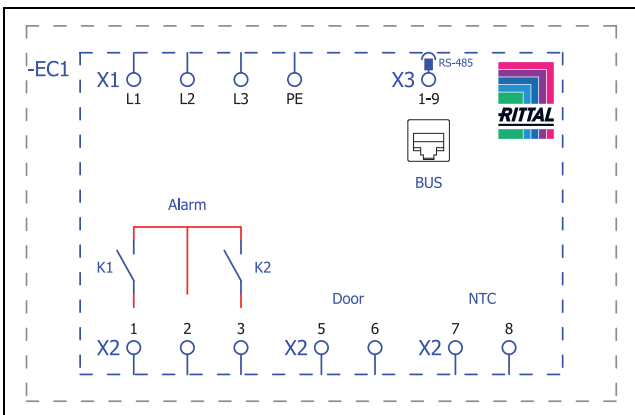 -EC1
X1
L1
L2
L3
PE
X3
RS-485
1-9
RITTAL
BUS
Alarm
K1
K2
Door
NTC
X2
1
2
3
X2
5
6
X2
7
8